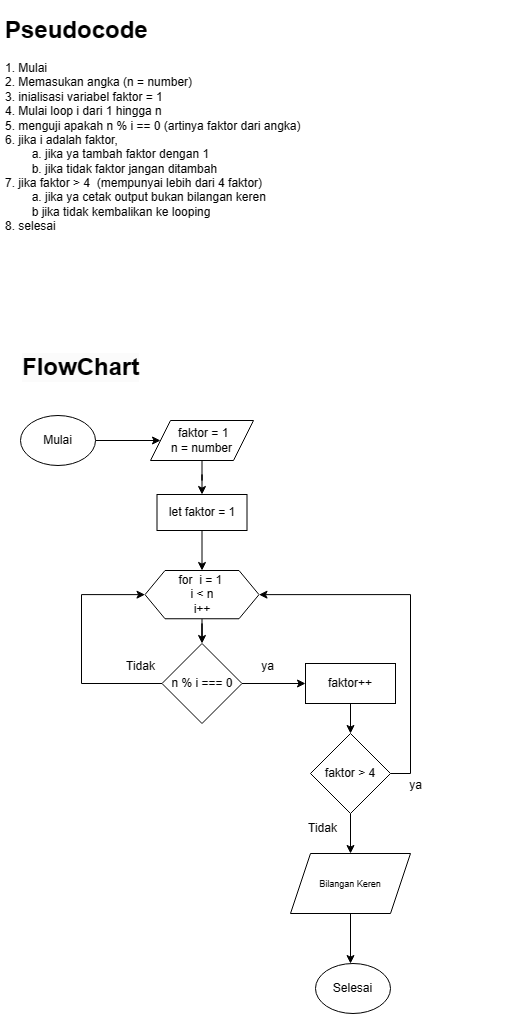 Pseudocode
1. Mulai
2. Memasukan angka (n = number)
3. inialisasi variabel faktor = 1
4. Mulai loop i dari 1 hingga n
5. menguji apakah n % i == 0 (artinya faktor dari angka)
6. jika i adalah faktor,
a. jika ya tambah faktor dengan 1
b. jika tidak faktor jangan ditambah
7. jika faktor > 4 (mempunyai lebih dari 4 faktor)
a. jika ya cetak output bukan bilangan keren
b jika tidak kembalikan ke looping
8. selesai
FlowChart
Mulai
faktor = 1
n = number
let faktor = 1
for i = 1
i < n
i++
Tidak
n % i === 0
ya
faktor++
faktor > 4
ya
Tidak
Bilangan Keren
Selesai